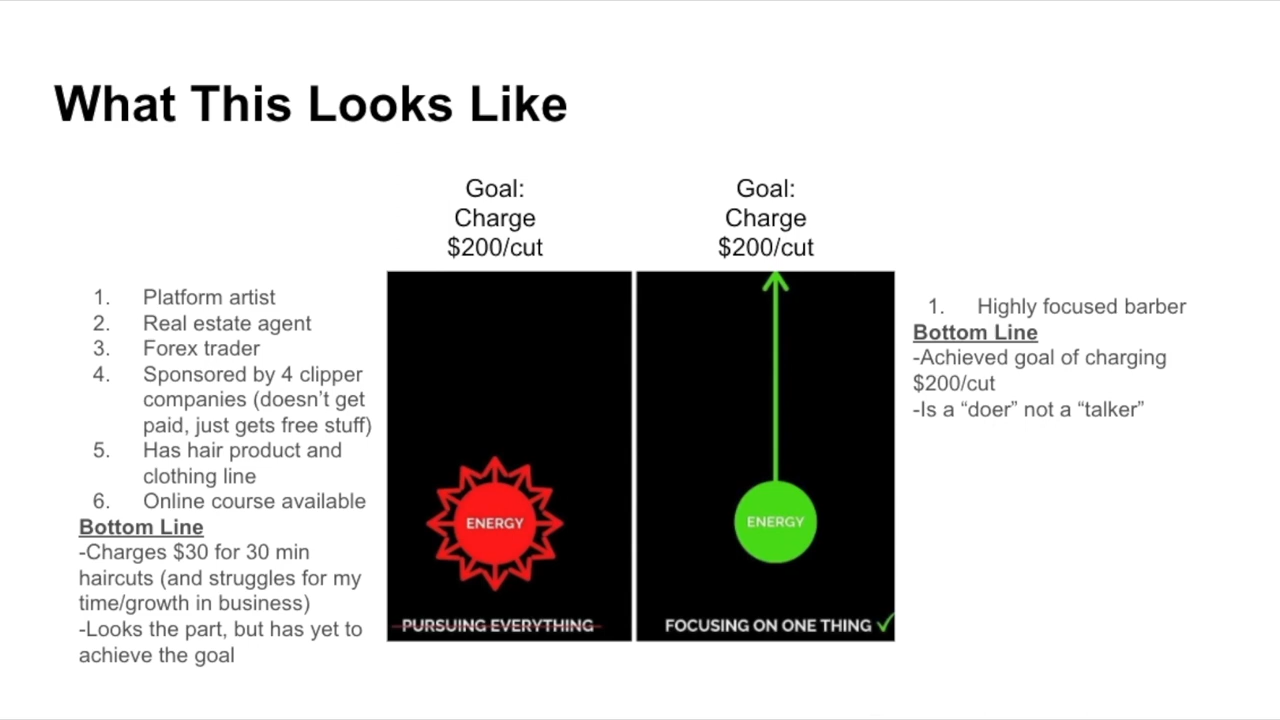 What This Looks Like
Goal:
Charge
$200/cut
Goal:
Charge
$200/cut
1. Platform artist
2. Real estate agent
3. Forex trader
4. Sponsored by 4 clipper
companies (doesn’t get
paid, just gets free stuff)
5. Has hair product and
clothing line
6. Online course available
Bottom Line
-Charges $30 for 30 min
haircuts (and struggles for my
time/growth in business)
-Looks the part, but has yet to
achieve the goal
ENERGY
PURSUING EVERYTHING
ENERGY
FOCUSING ON ONE THING
1. Highly focused barber
Bottom Line
-Achieved goal of charging
$200/cut
-Is a “doer” not a “talker”